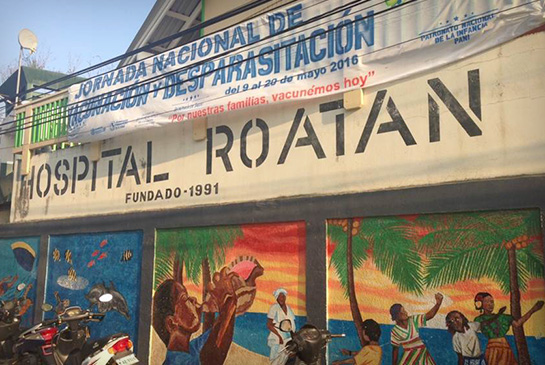 JORNADA NACIONAL DE
VACUNACIÓN Y DESPARASITACIÓN
del 9 al 20 de mayo 2016
"Por nuestras familias, vacunémos hoy"
PATRONATO NACIONAL
DE LA INFANCIA
PANI
HOSPITAL ROATAN
FUNDADO-1991